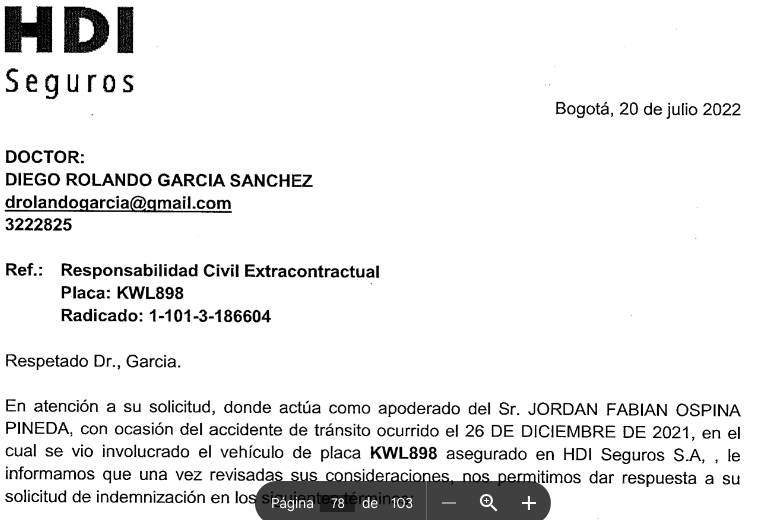 HDI
Seguros
Bogotá, 20 de julio 2022
DOCTOR:
DIEGO ROLANDO GARCIA SANCHEZ
drolandogarcia@gmail.com
3222825
Ref.: Responsabilidad Civil Extracontractual
Placa: KWL898
Radicado: 1-101-3-186604
Respetado Dr., Garcia.
En atención a su solicitud, donde actúa como apoderado del Sr. JORDAN FABIAN OSPINA
PINEDA, con ocasión del accidente de tránsito ocurrido el 26 DE DICIEMBRE DE 2021, en el
cual se vio involucrado el vehículo de placa KWL898 asegurado en HDI Seguros S.A, , le
informamos que una vez revisadas sus consideraciones, nos permitimos dar respuesta a su
solicitud de indemnización en los siguientes términos:
Página 78 de 103